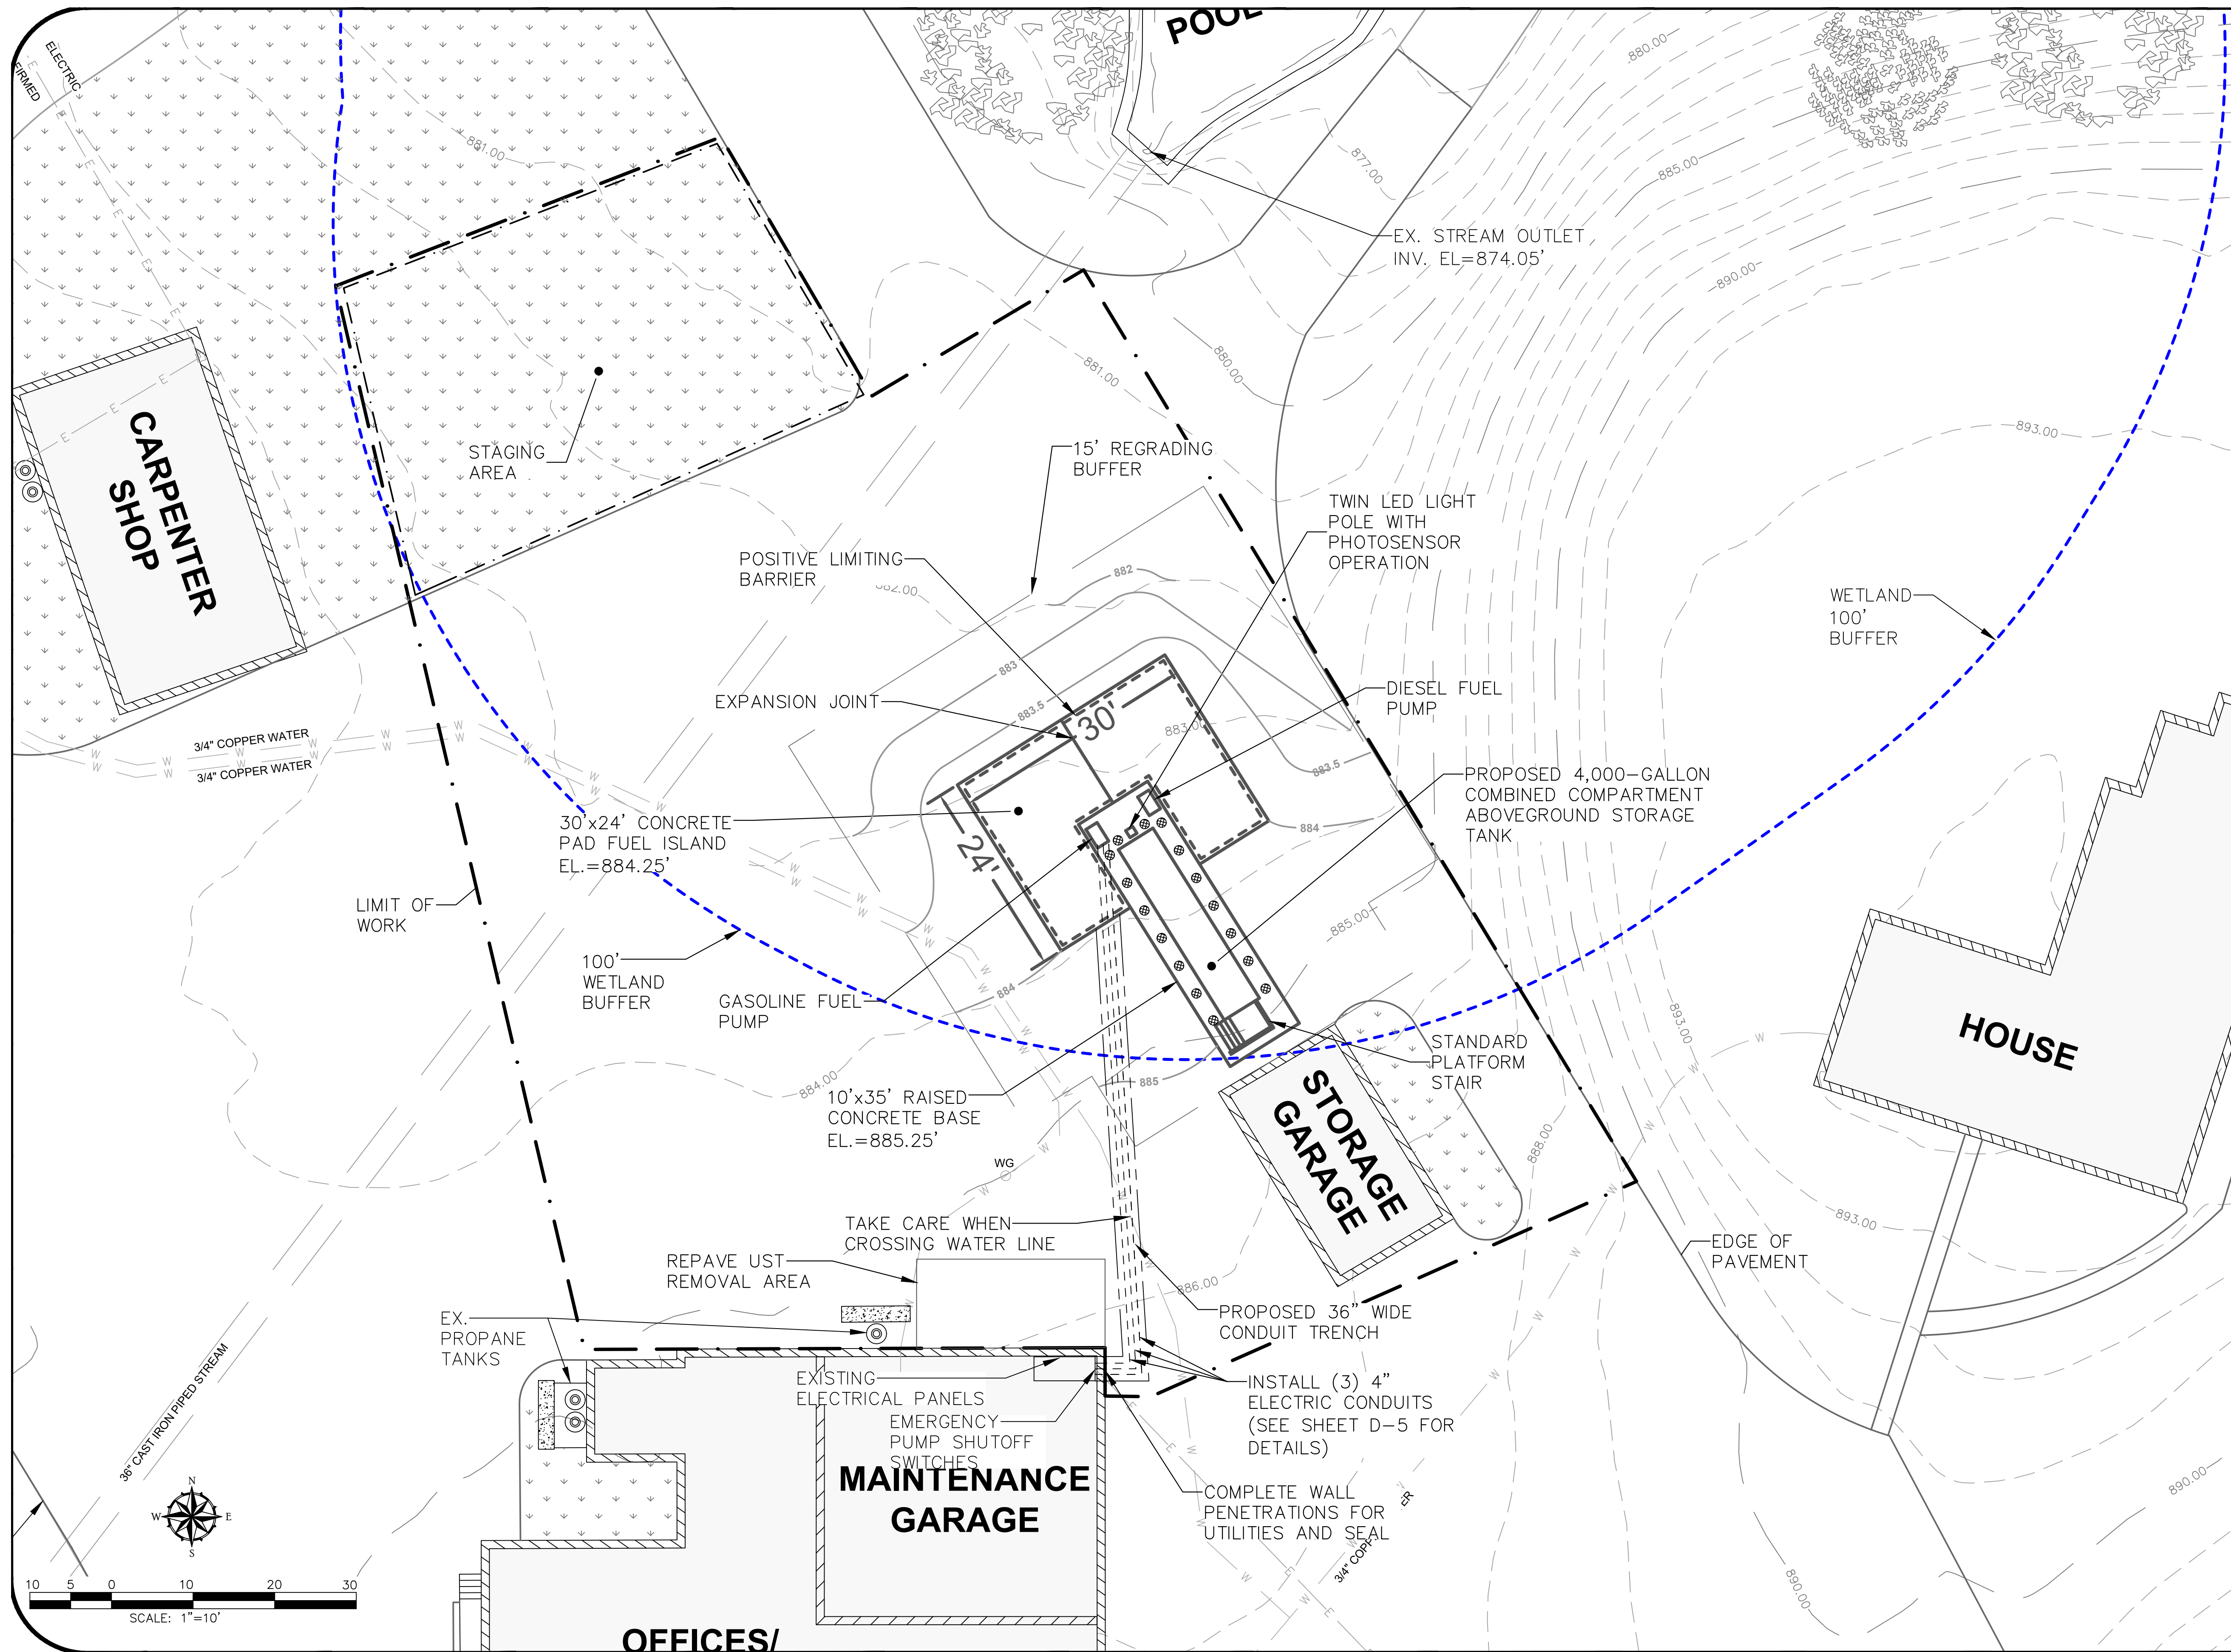 POOL
ELECTRIC
881.00
880.00
885.00
877.00
EX. STREAM OUTLET
INV. EL=874.05'
890.00
E
E
E
E
E
E
E
CARPENTER
SHOP
STAGING
AREA
881.00
880.00
893.00
15' REGRADING
BUFFER
TWIN LED LIGHT
POLE WITH
PHOTOSENSOR
OPERATION
POSITIVE LIMITING
BARRIER
882
WETLAND
100'
BUFFER
883
EXPANSION JOINT
883.5
30'
883.00
DIESEL FUEL
PUMP
883.5
3/4" COPPER WATER
3/4" COPPER WATER
W
W
W
W
PROPOSED 4,000-GALLON
COMBINED COMPARTMENT
ABOVEGROUND STORAGE
TANK
30'x24' CONCRETE
PAD FUEL ISLAND
EL.=884.25'
24'
884
LIMIT OF
WORK
885.00
100'
WETLAND
BUFFER
GASOLINE FUEL
PUMP
884
893.00
HOUSE
STANDARD
PLATFORM
STAIR
884.00
885
10'x35' RAISED
CONCRETE BASE
EL.=885.25'
STORAGE
GARAGE
888.00
WG
W
W
TAKE CARE WHEN
CROSSING WATER LINE
893.00
EDGE OF
PAVEMENT
REPAVE UST
REMOVAL AREA
886.00
PROPOSED 36" WIDE
CONDUIT TRENCH
EX.
PROPANE
TANKS
36" CAST IRON PIPED STREAM
EXISTING
ELECTRICAL PANELS
INSTALL (3) 4"
ELECTRIC CONDUITS
(SEE SHEET D-5 FOR
DETAILS)
EMERGENCY
PUMP SHUTOFF
SWITCHES
MAINTENANCE
GARAGE
COMPLETE WALL
PENETRATIONS FOR
UTILITIES AND SEAL
890.00
890.00
N
W
E
S
10 5 0 10 20 30
SCALE: 1"=10'
OFFICES/